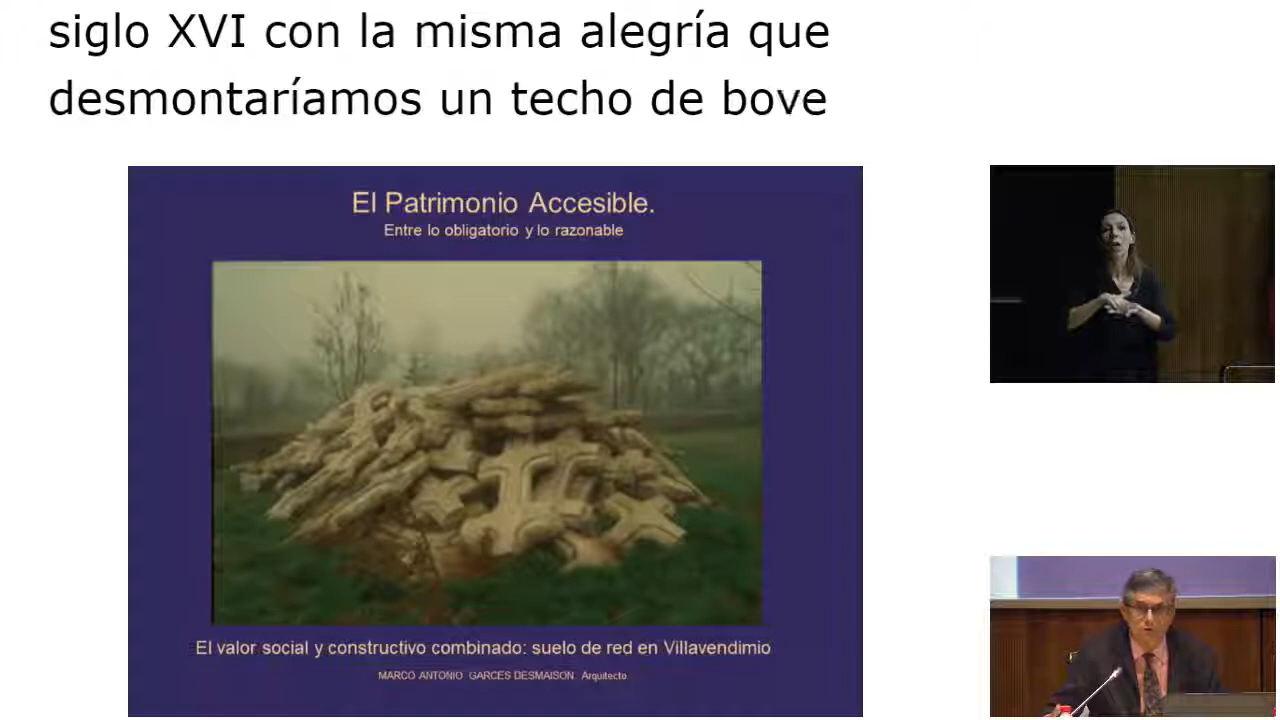 siglo XVI con la misma alegría que
desmontaríamos un techo de bove
El Patrimonio Accesible.
Entre lo obligatorio y lo razonable
El valor social y constructivo combinado: suelo de red en Villavendimio
MARCO ANTONIO GARCES DESMAISON. Arquitecto